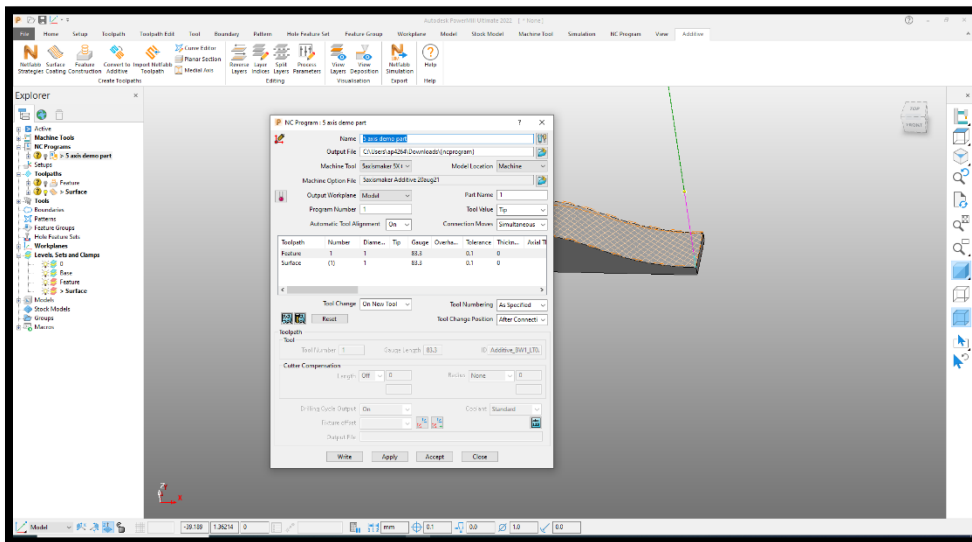 Autodesk PowerMill Ultimate 2022 [ * home ]
File Home Setup Toolpath Toolpath Edit Tool Boundary Pattern Hole Feature Set Feature Group Workplane Model Stock Model Machine Tool Simulation NC Program View Additive
Netfabb Strategies
Surface Coating
Feature Construction
Convert to Additive
Import Netfabb Toolpath
Curve Editor
Planar Section
Medial Axis
Reverse Layers
Layer Indices
Split Layers
Process Parameters
View Layers
View Deposition
Netfabb Simulation
Help
Create Toolpaths Editing Visualisation Export Help
Explorer
Active
Machine Tools
NC Programs
> 5 axis demo part
Setups
Toolpaths
Feature
> Surface
Tools
Boundaries
Patterns
Feature Groups
Hole Feature Sets
Workplanes
Levels, Sets and Clamps
0
Base
Feature
> Surface
Models
Stock Models
Groups
Macros
NC Program : 5 axis demo part ? ×
Name 5 axis demo part
Output File C:\Users\ap4264\Downloads\{ncprogram}
Machine Tool 5axismaker 5X Model Location Machine
Machine Option File 5axismaker Additive 20aug21
Output Workplane Model Part Name 1
Program Number 1 Tool Value Tip
Automatic Tool Alignment On Connection Moves Simultaneous
Toolpath Number Diame... Tip Gauge Overha... Tolerance Thickn... Axial T
Feature 1 1 83.3 0.1 0
Surface (1) 1 83.3 0.1 0
Tool Change On New Tool Tool Numbering As Specified
Reset Tool Change Position After Connecti
Toolpath
Tool
Tool Number 1 Gauge Length 83.3 ID Additive_BW1_LTG
Cutter Compensation
Length Off 0 Radius None 0
Drilling Cycle Output On Coolant Standard
Fixture offset
Output File
Write Apply Accept Close
TOP
FRONT
Z
X
Model -39.189 1.36214 0 mm 0.1 0.0 1.0 0.0